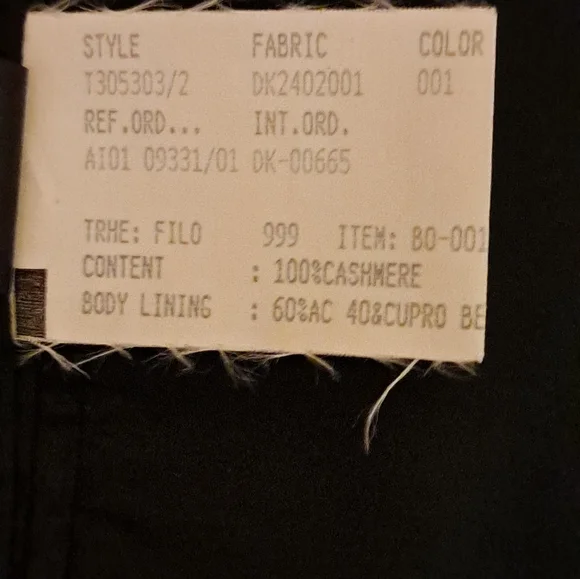 STYLE FABRIC COLOR
T305303/2 DK2402001 001
REF.ORD... INT.ORD.
AI01 09331/01 DK-00665
TRHE: FILO 999 ITEM: BO-001
CONTENT : 100%CASHMERE
BODY LINING : 60%AC 40&CUPRO BE